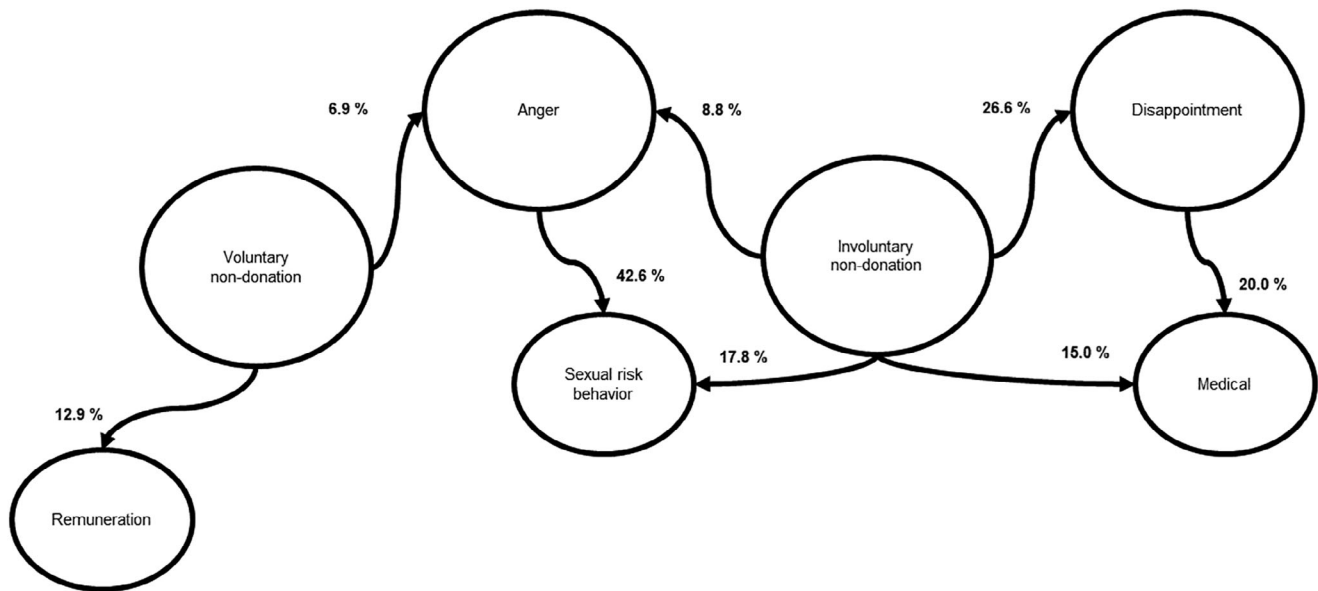 6.9 %
Anger
8.8 %
26.6 %
Disappointment
Voluntary
non-donation
Involuntary
non-donation
42.6 %
20.0 %
12.9 %
Sexual risk
behavior
17.8 %
15.0 %
Medical
Remuneration